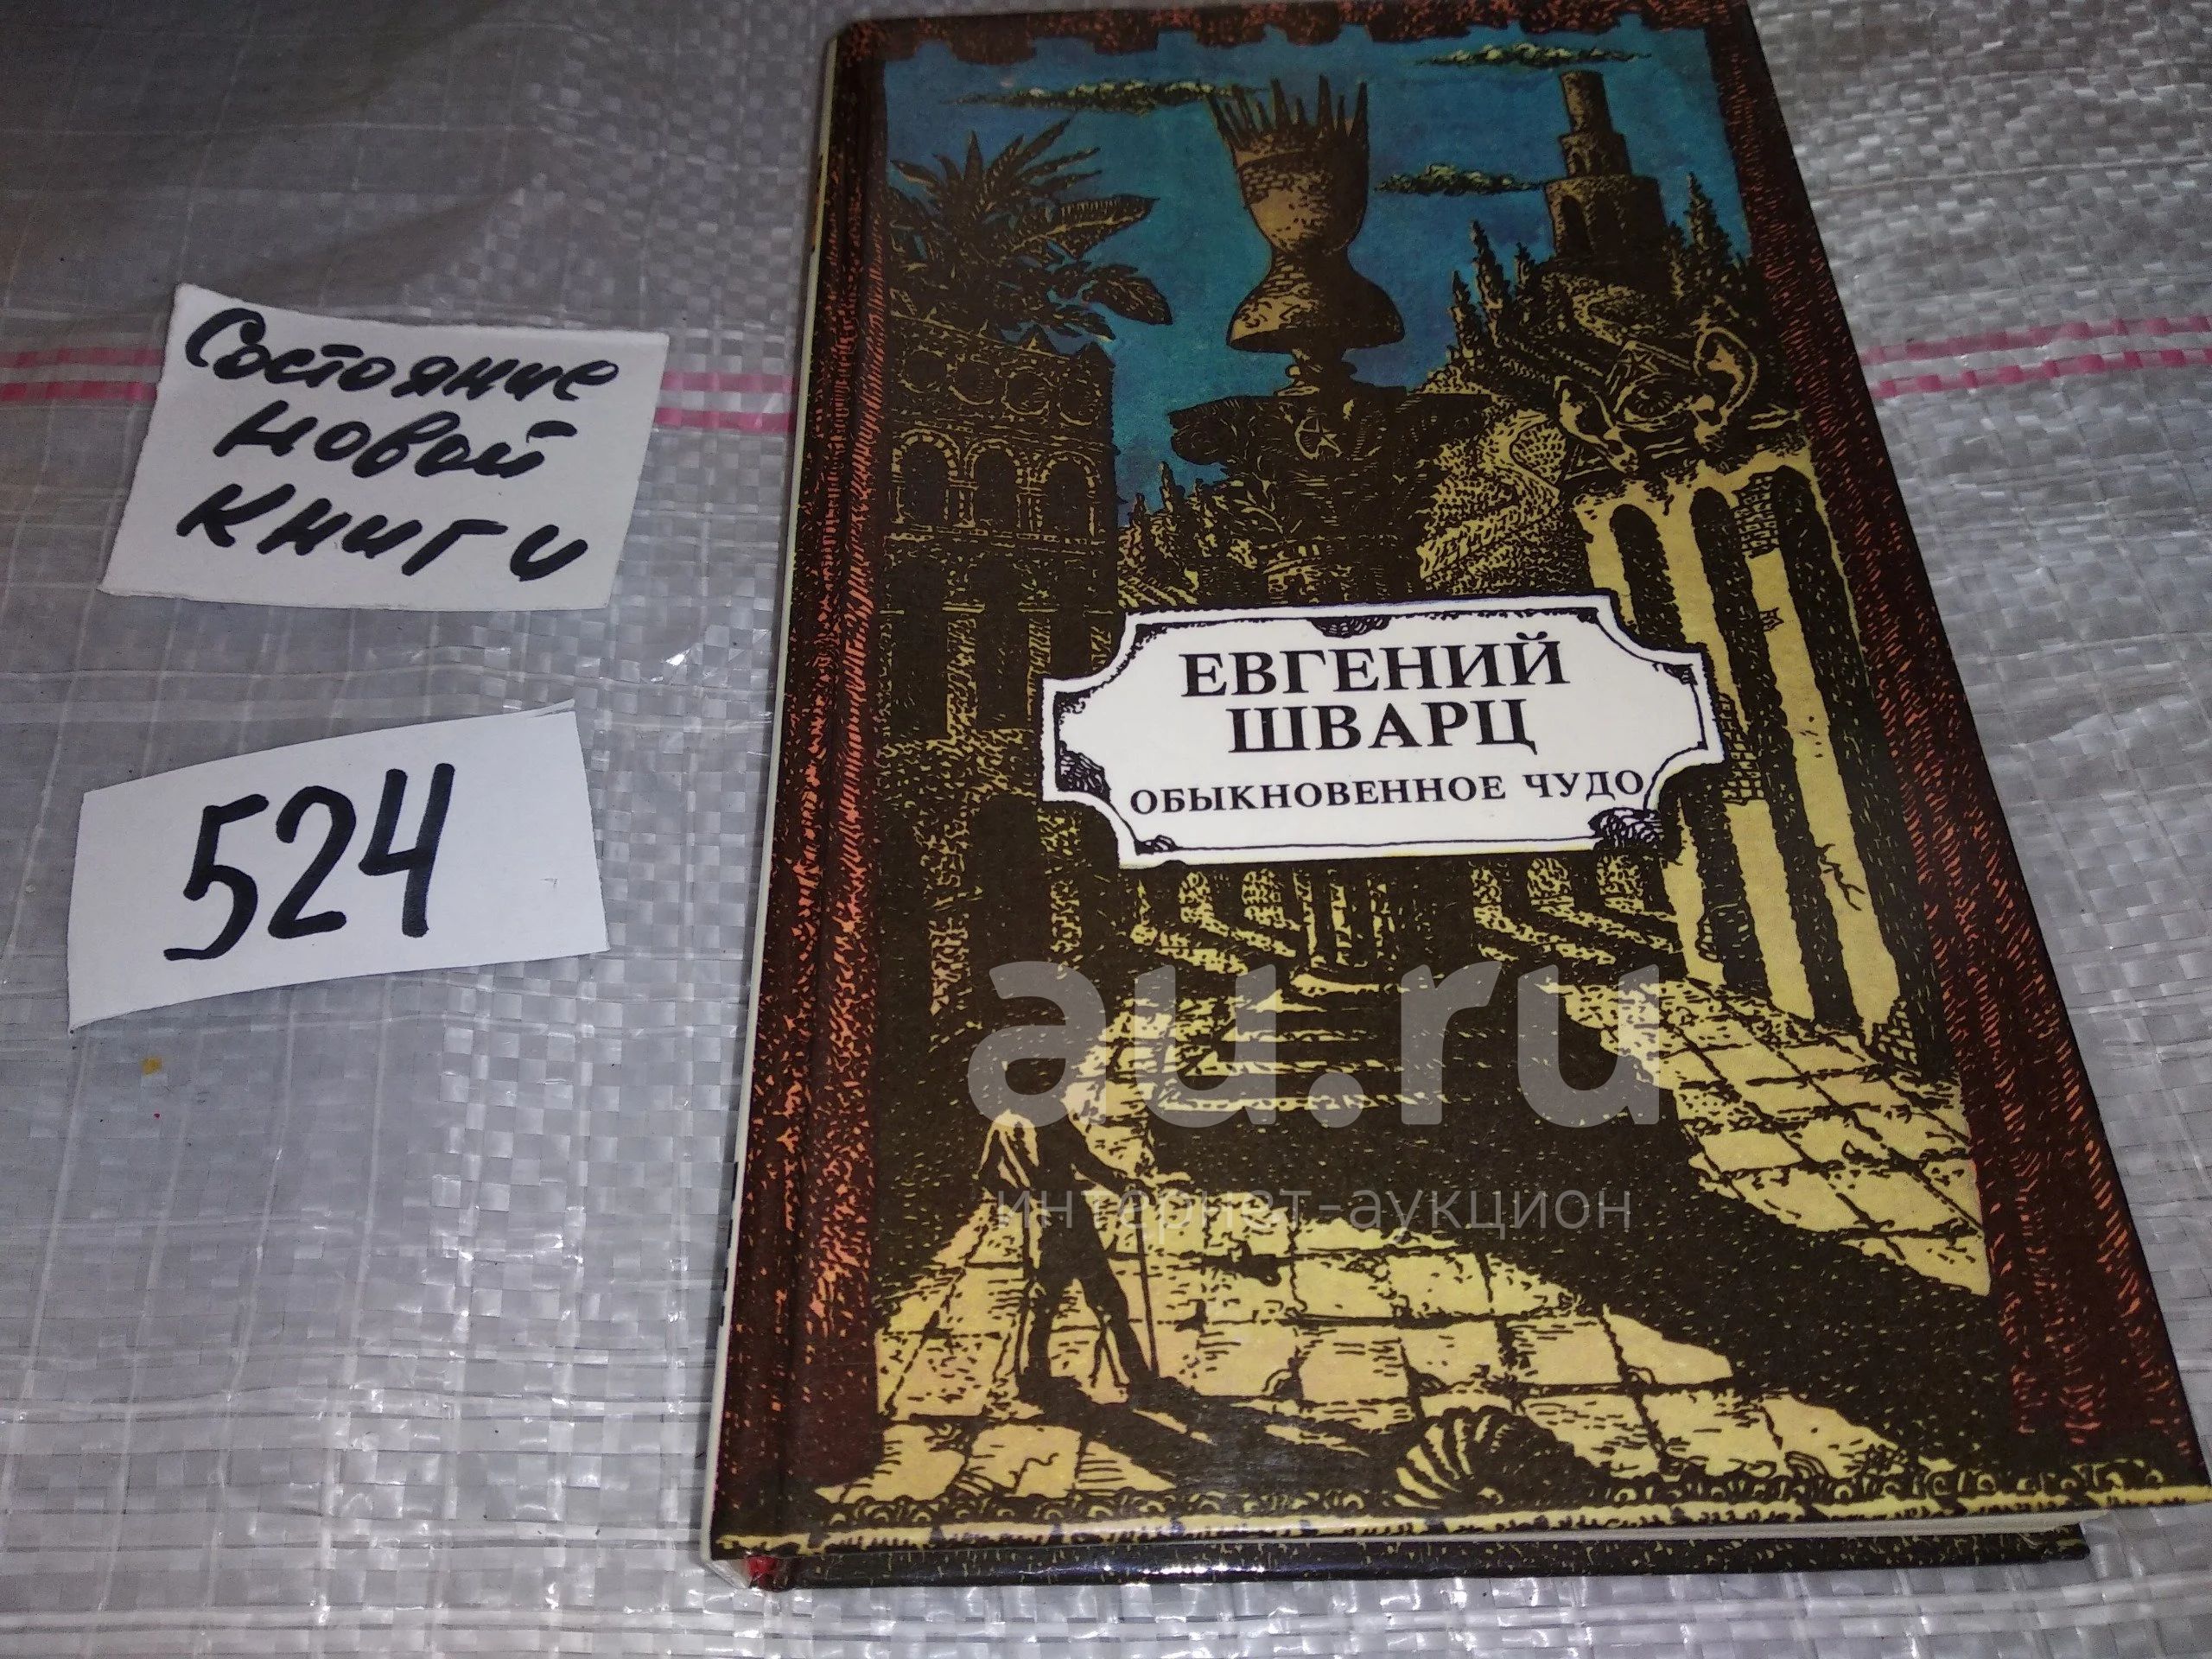 Состояние
новой
книги
524
ЕВГЕНИЙ
ШВАРЦ
ОБЫКНОВЕННОЕ ЧУДО
au.ru
интернет-аукцион